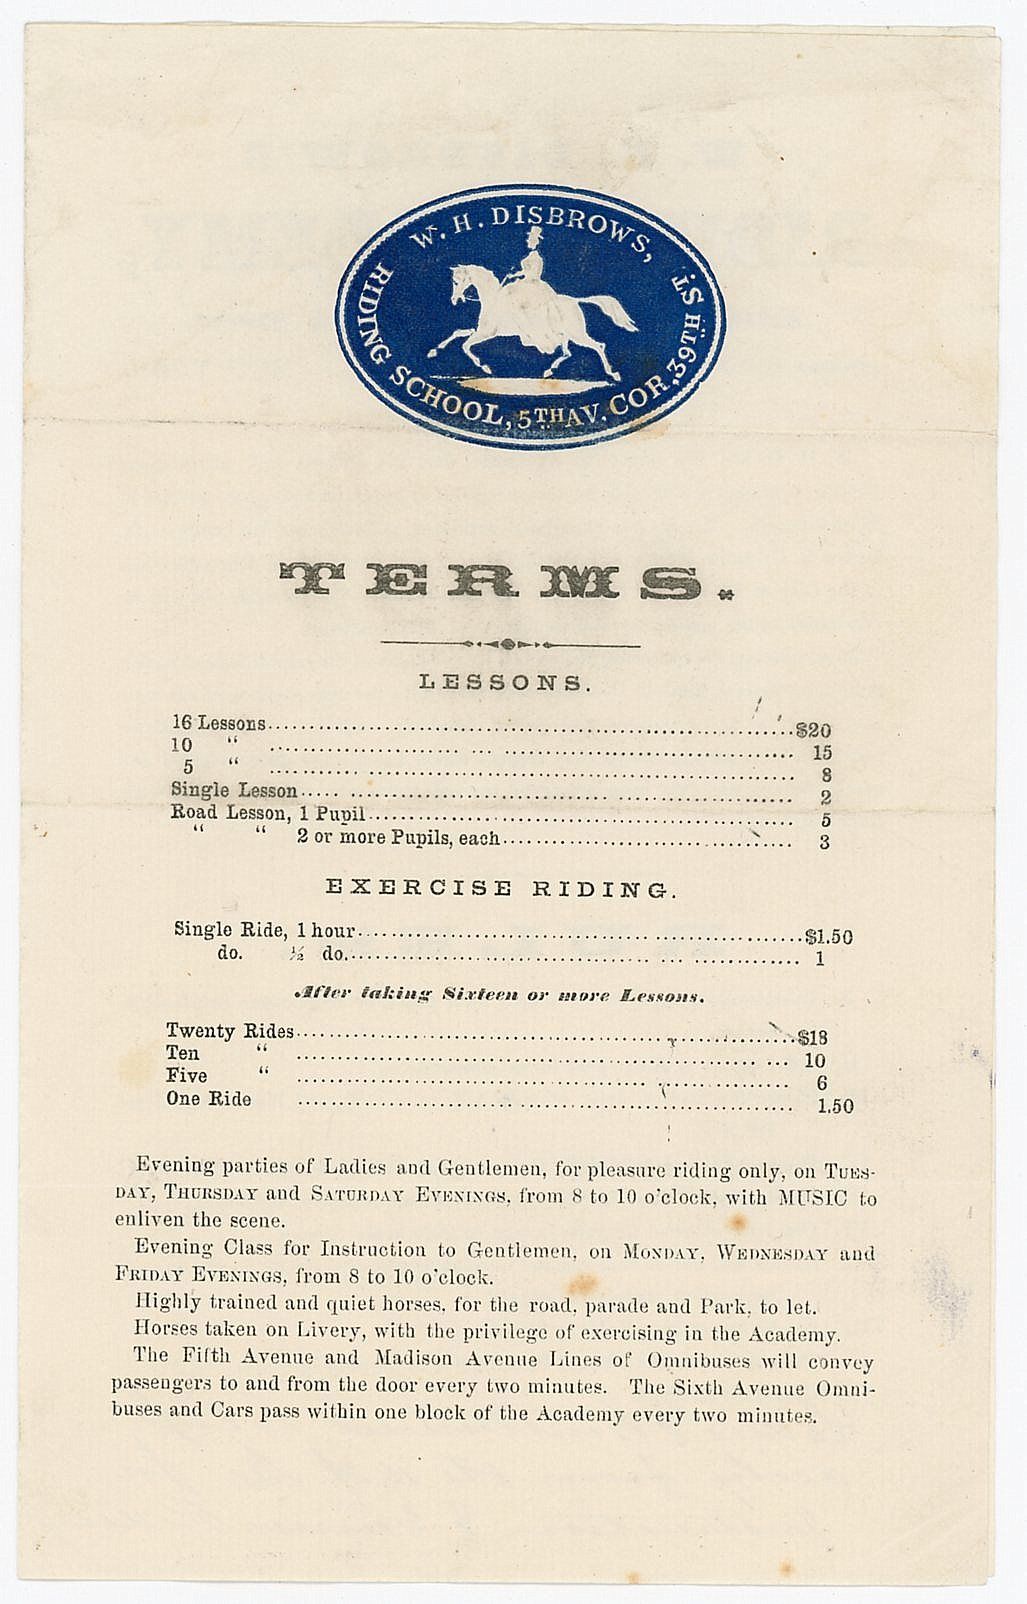 W. H. DISBROWS,
RIDING SCHOOL, 5TH AV. COR, 39TH ST
TERMS.
LESSONS.
16 Lessons $20
10 " 15
5 " 8
Single Lesson 2
Road Lesson, 1 Pupil 5
" " 2 or more Pupils, each 3
EXERCISE RIDING.
Single Ride, 1 hour $1.50
do. ½ do. 1
After taking Sixteen or more Lessons.
Twenty Rides $18
Ten " 10
Five " 6
One Ride 1.50
Evening parties of Ladies and Gentlemen, for pleasure riding only, on TUES-
DAY, THURSDAY and SATURDAY EVENINGS, from 8 to 10 o'clock, with MUSIC to
enliven the scene.
Evening Class for Instruction to Gentlemen, on MONDAY, WEDNESDAY and
FRIDAY EVENINGS, from 8 to 10 o'clock.
Highly trained and quiet horses, for the road, parade and Park, to let.
Horses taken on Livery, with the privilege of exercising in the Academy.
The Fifth Avenue and Madison Avenue Lines of Omnibuses will convey
passengers to and from the door every two minutes. The Sixth Avenue Omni-
buses and Cars pass within one block of the Academy every two minutes.